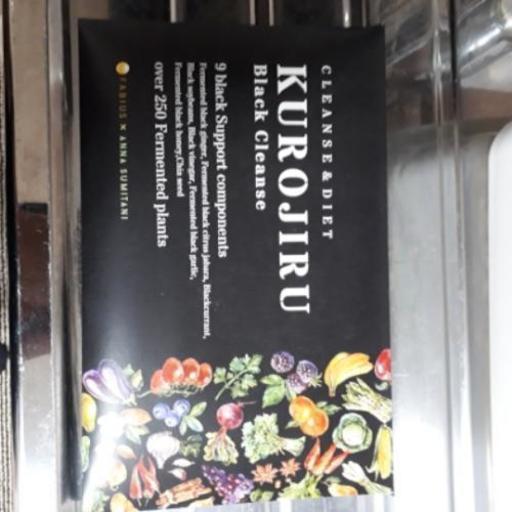 CLEANSE & DIET
KUROJIRU
Black Cleanse
9 black Support components
Fermented black ginger, Fermented black citrus jabara, Blackcurrant,
Black soybeans, Black vinegar, Fermented black garlic,
Fermented black honey, Chia seed
over 250 Fermented plants
FABIUS × ANNA SUMITANI